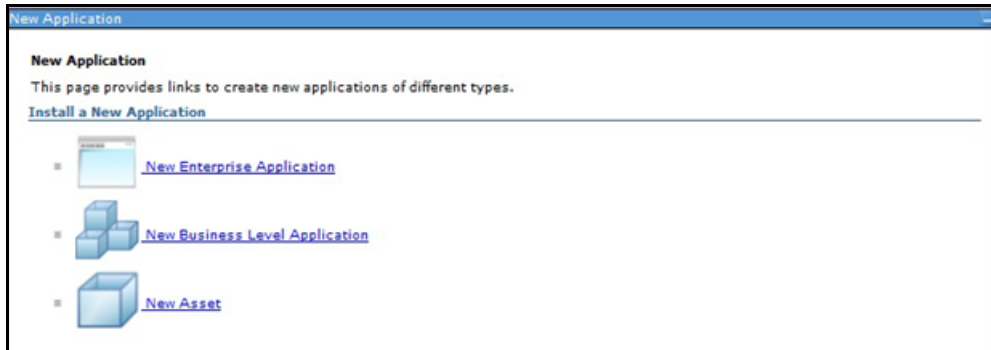 New Application
New Application
This page provides links to create new applications of different types.
Install a New Application
New Enterprise Application
New Business Level Application
New Asset